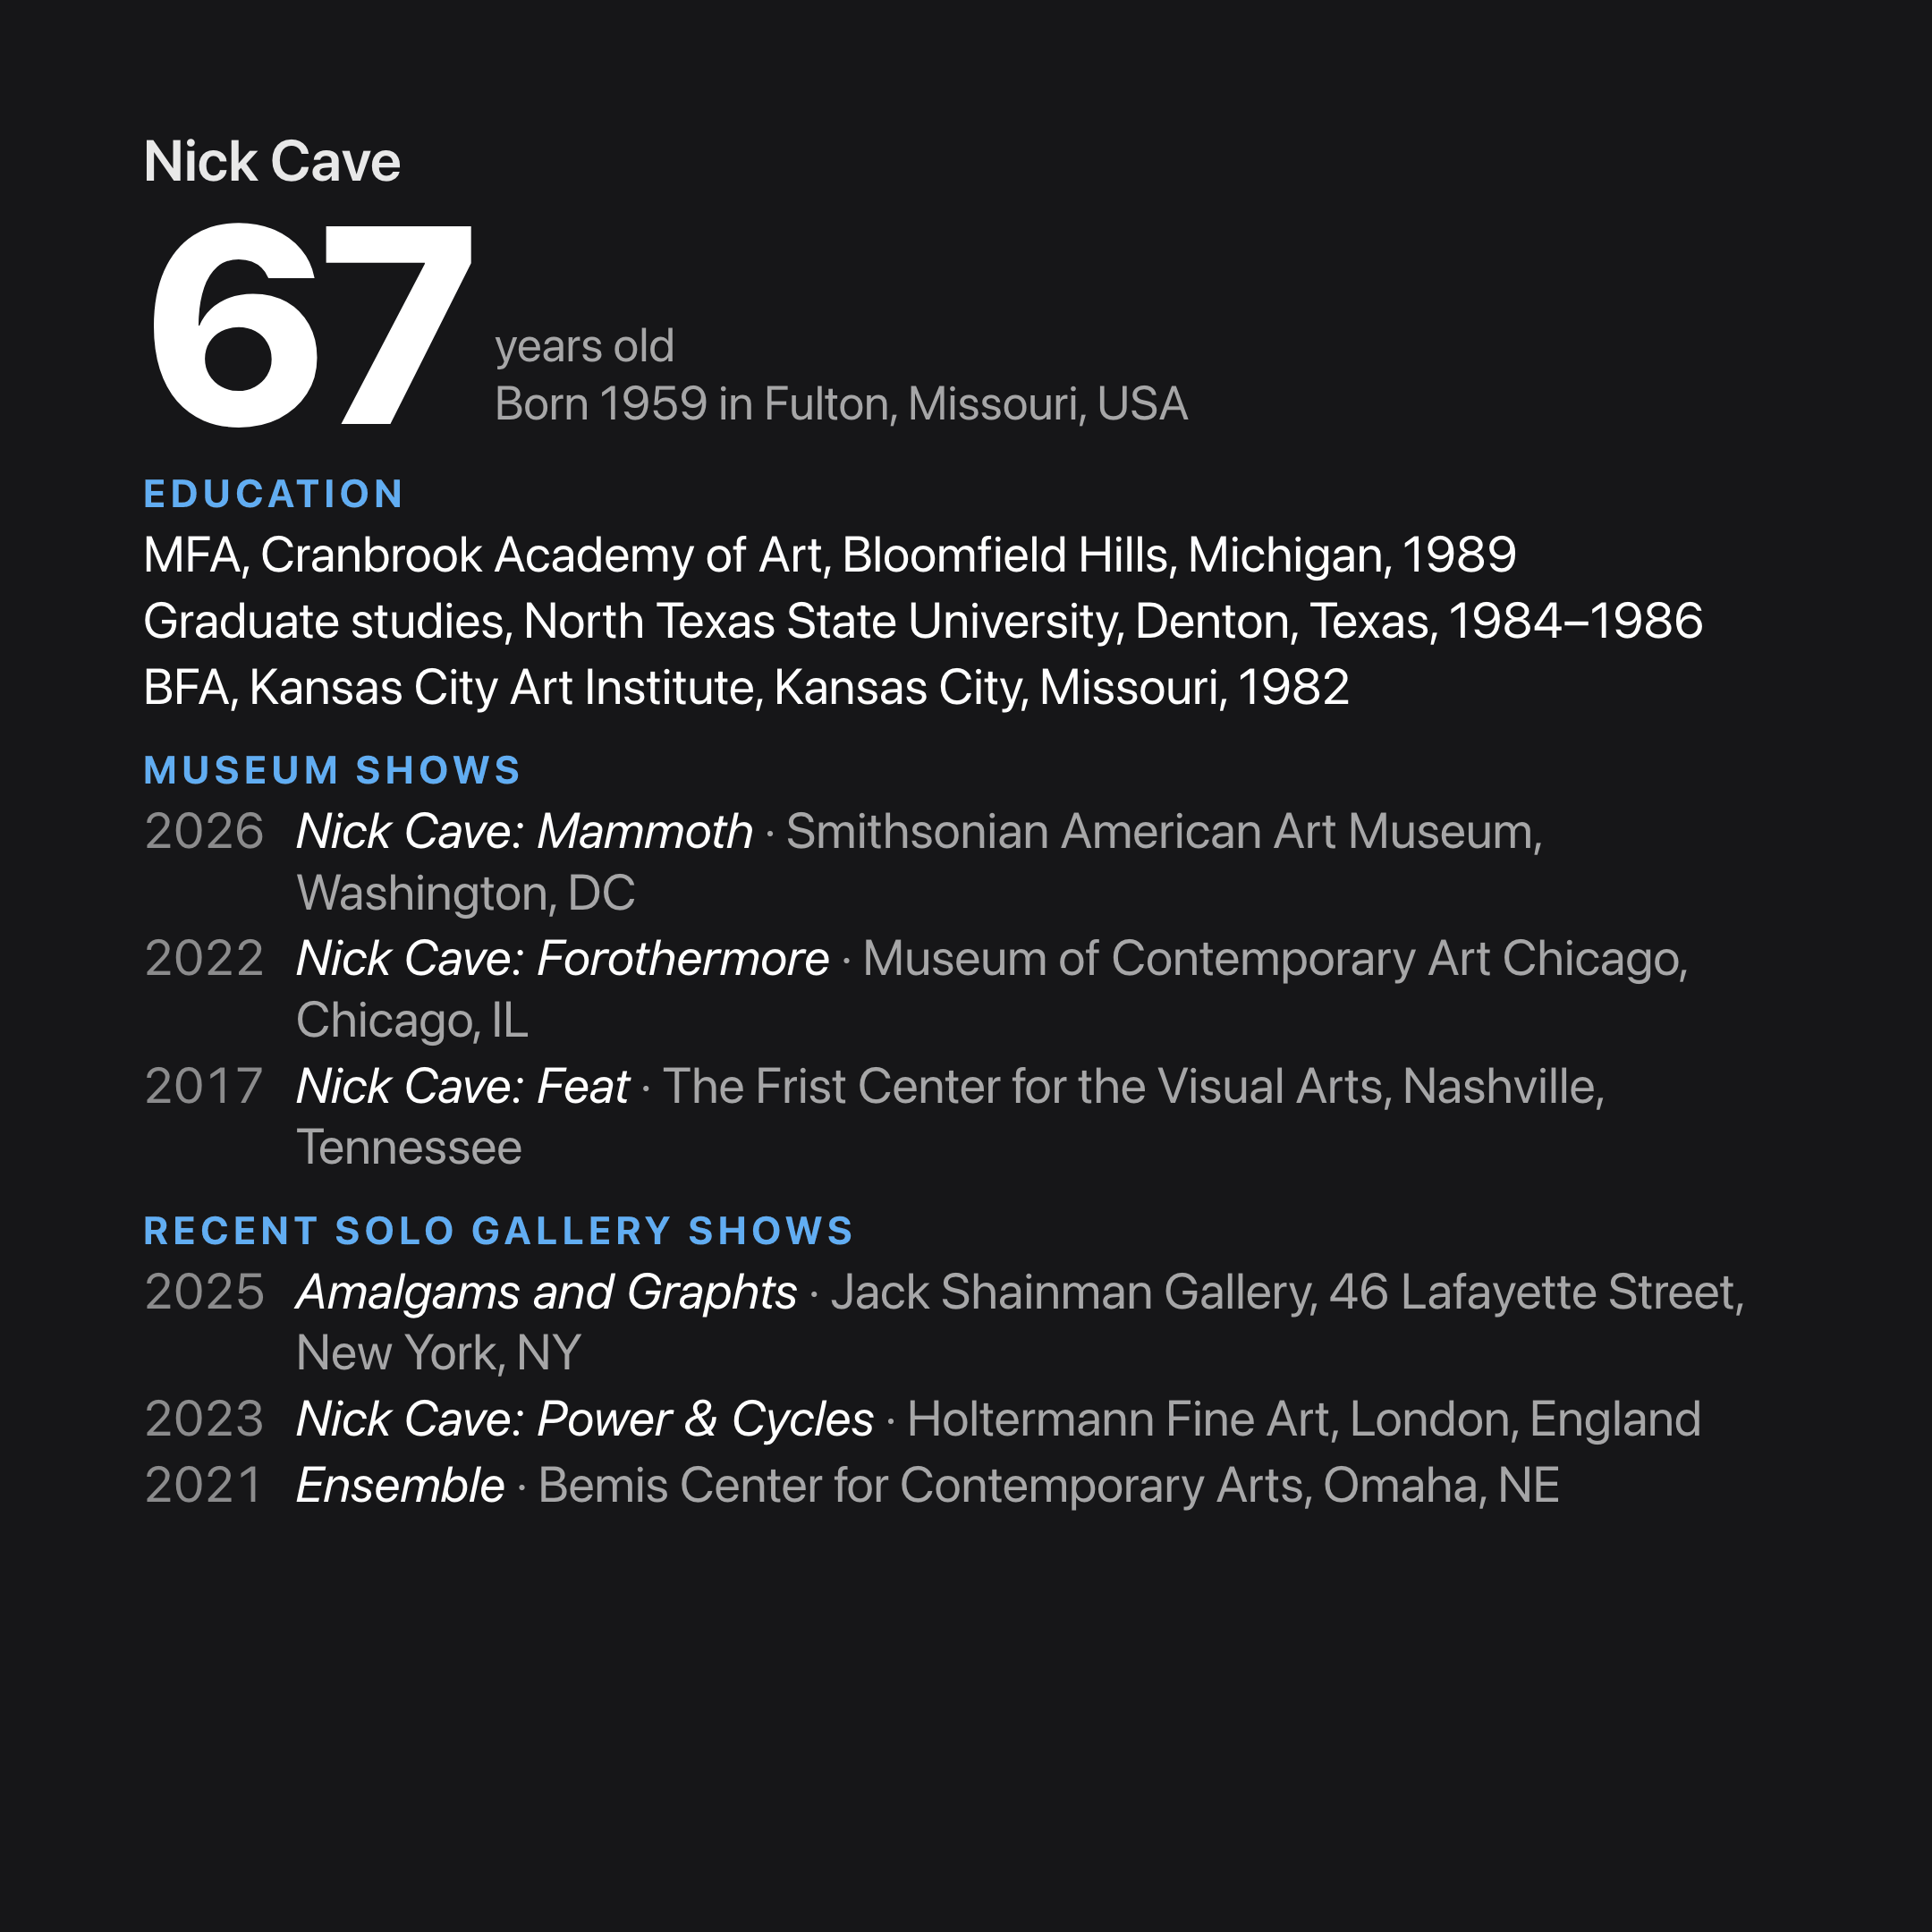 Nick Cave
67
years old
Born 1959 in Fulton, Missouri, USA
EDUCATION
MFA, Cranbrook Academy of Art, Bloomfield Hills, Michigan, 1989
Graduate studies, North Texas State University, Denton, Texas, 1984–1986
BFA, Kansas City Art Institute, Kansas City, Missouri, 1982
MUSEUM SHOWS
2026 Nick Cave: Mammoth · Smithsonian American Art Museum,
Washington, DC
2022 Nick Cave: Forothermore · Museum of Contemporary Art Chicago,
Chicago, IL
2017 Nick Cave: Feat · The Frist Center for the Visual Arts, Nashville,
Tennessee
RECENT SOLO GALLERY SHOWS
2025 Amalgams and Graphts · Jack Shainman Gallery, 46 Lafayette Street,
New York, NY
2023 Nick Cave: Power & Cycles · Holtermann Fine Art, London, England
2021 Ensemble · Bemis Center for Contemporary Arts, Omaha, NE